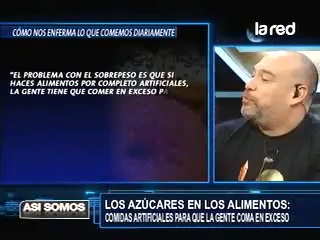 CÓMO NOS ENFERMA LO QUE COMEMOS DIARIAMENTE
la red
"EL PROBLEMA CON EL SOBREPESO ES QUE SI
HACES ALIMENTOS POR COMPLETO ARTIFICIALES,
LA GENTE TIENE QUE COMER EN EXCESO PA
ASI SOMOS
LOS AZÚCARES EN LOS ALIMENTOS:
COMIDAS ARTIFICIALES PARA QUE LA GENTE COMA EN EXCESO